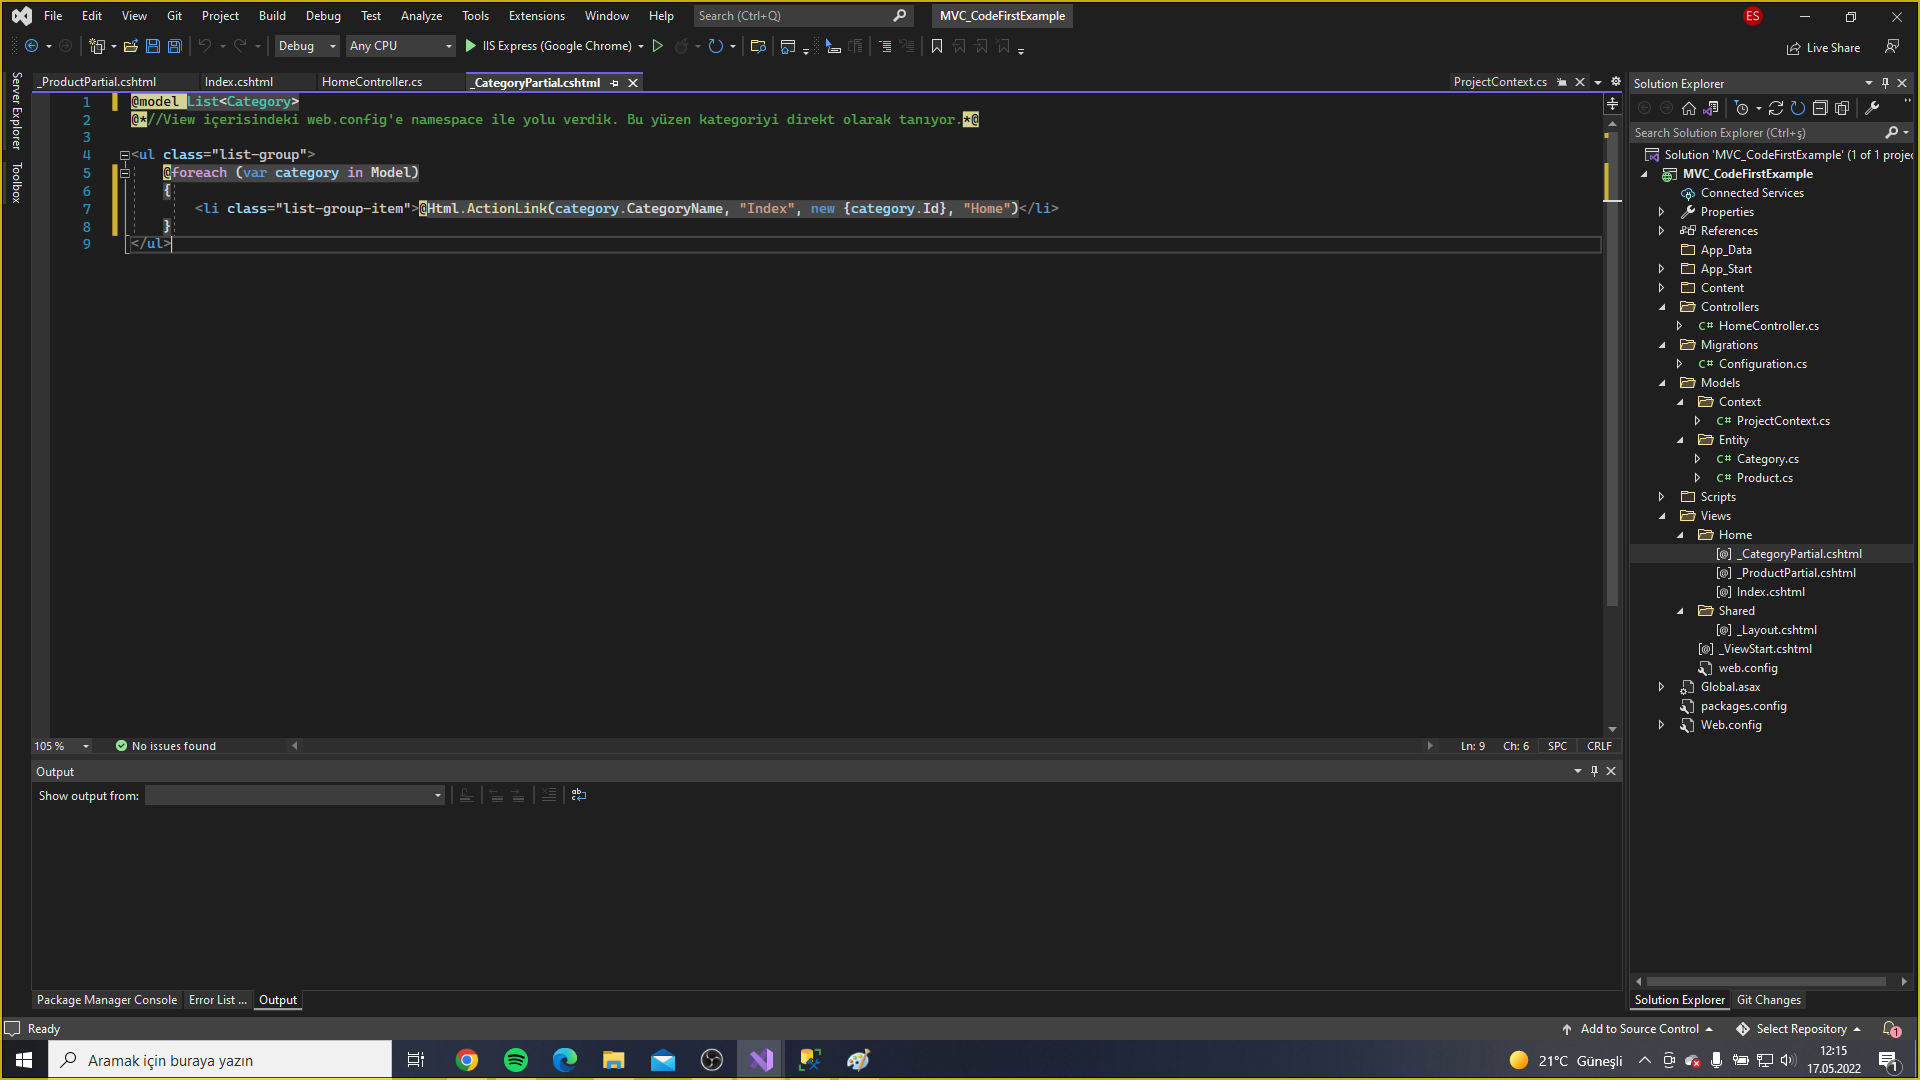 File Edit View Git Project Build Debug Test Analyze Tools Extensions Window Help Search (Ctrl+Q) MVC_CodeFirstExample ES
Debug Any CPU IIS Express (Google Chrome) Live Share
Server Explorer
Toolbox
_ProductPartial.cshtml Index.cshtml HomeController.cs _CategoryPartial.cshtml ProjectContext.cs
1 @model List<Category>
2 @*//View içerisindeki web.config'e namespace ile yolu verdik. Bu yüzen kategoriyi direkt olarak tanıyor.*@
3
4 <ul class="list-group">
5 @foreach (var category in Model)
6 {
7 <li class="list-group-item">@Html.ActionLink(category.CategoryName, "Index", new {category.Id}, "Home")</li>
8 }
9 </ul>
105 % No issues found Ln: 9 Ch: 6 SPC CRLF
Output
Show output from:
Package Manager Console Error List ... Output
Solution Explorer
Search Solution Explorer (Ctrl+ş)
Solution 'MVC_CodeFirstExample' (1 of 1 projec
MVC_CodeFirstExample
Connected Services
Properties
References
App_Data
App_Start
Content
Controllers
C# HomeController.cs
Migrations
C# Configuration.cs
Models
Context
C# ProjectContext.cs
Entity
C# Category.cs
C# Product.cs
Scripts
Views
Home
[@] _CategoryPartial.cshtml
[@] _ProductPartial.cshtml
[@] Index.cshtml
Shared
[@] _Layout.cshtml
[@] _ViewStart.cshtml
web.config
Global.asax
packages.config
Web.config
Solution Explorer Git Changes
Ready Add to Source Control Select Repository 1
Aramak için buraya yazın 21°C Güneşli 12:15
17.05.2022 1